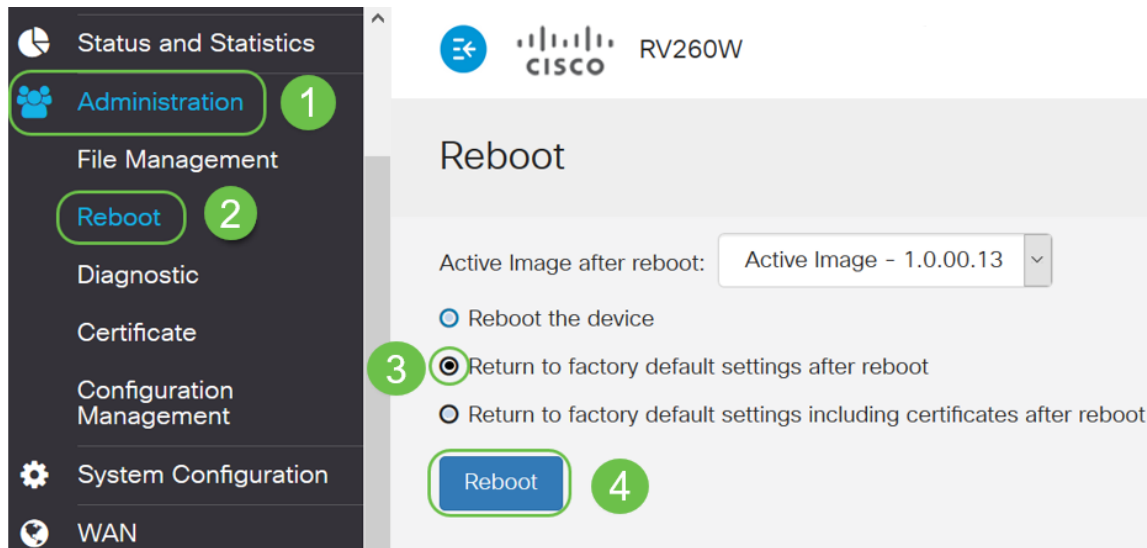 Status and Statistics
Administration
1
File Management
Reboot
2
Diagnostic
Certificate
Configuration
Management
System Configuration
WAN
CISCO
RV260W
Reboot
Active Image after reboot:
Active Image - 1.0.00.13
Reboot the device
3
Return to factory default settings after reboot
Return to factory default settings including certificates after reboot
Reboot
4